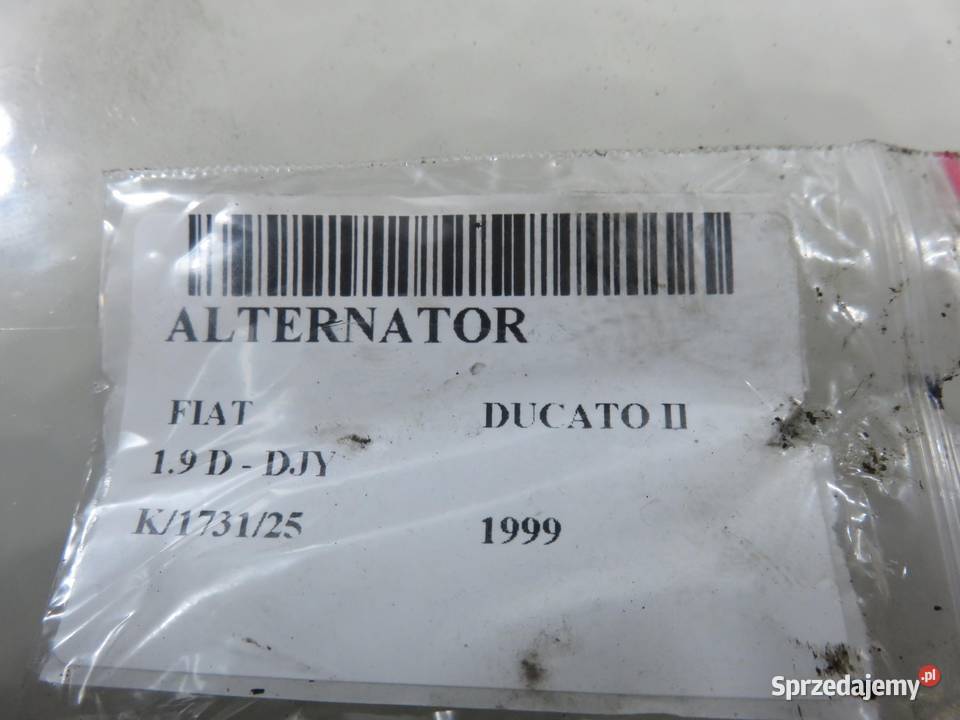 ALTERNATOR
FIAT DUCATO II
1.9 D - DJY
K/1731/25 1999
Sprzedajemy.pl